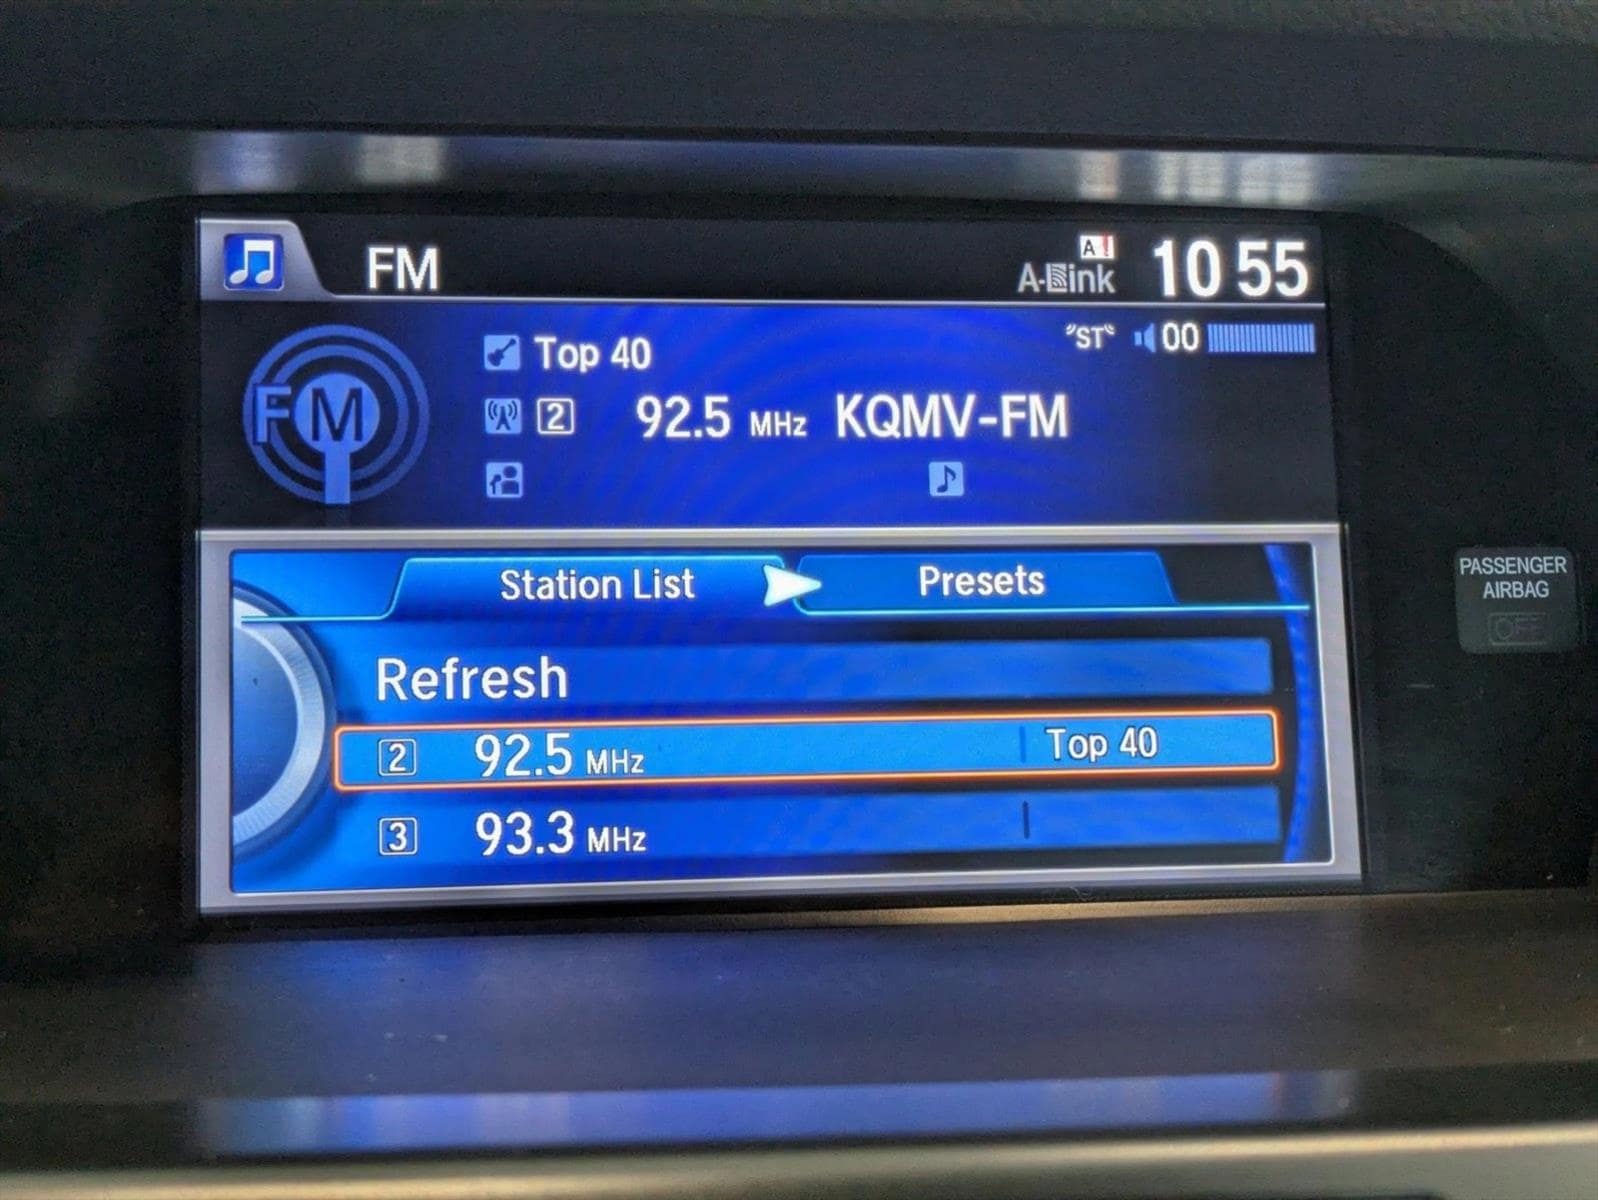 FM
A !
A-Link
10 55
Top 40
"ST"
00
FM
2 92.5 MHz KQMV-FM
Station List
Presets
Refresh
2 92.5 MHz Top 40
3 93.3 MHz
PASSENGER
AIRBAG
OFF